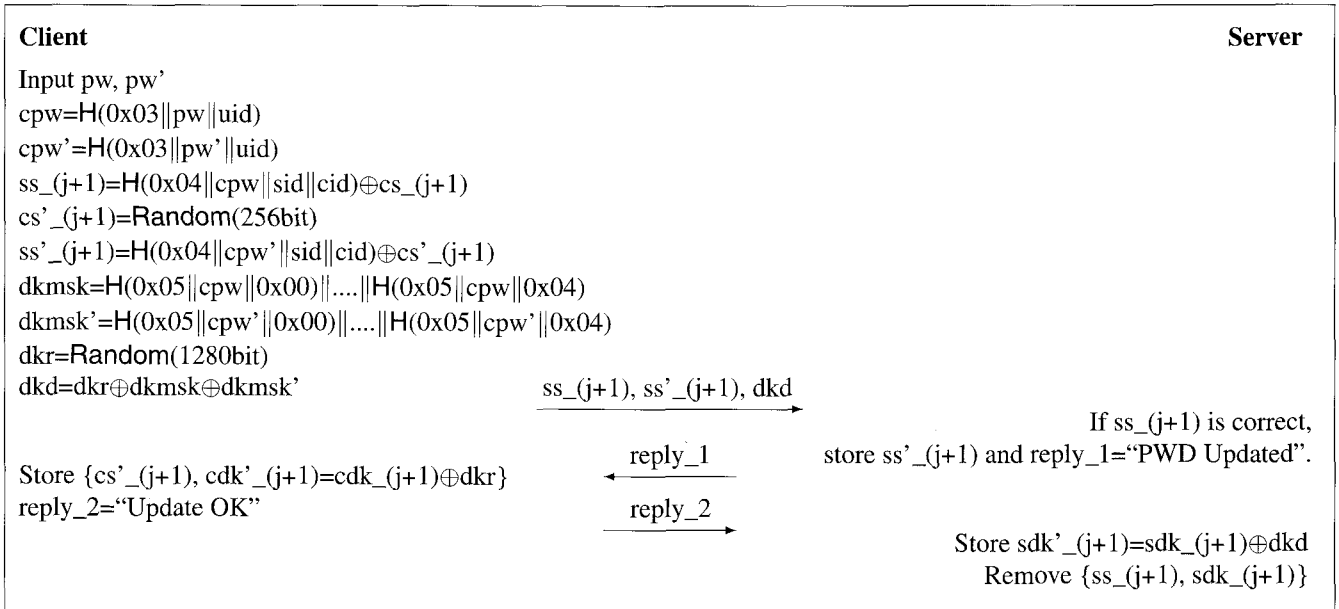 Client Server
Input pw, pw'
cpw=H(0x03||pw||uid)
cpw'=H(0x03||pw'||uid)
ss_(j+1)=H(0x04||cpw||sid||cid)⊕cs_(j+1)
cs'_(j+1)=Random(256bit)
ss'_(j+1)=H(0x04||cpw'||sid||cid)⊕cs'_(j+1)
dkmsk=H(0x05||cpw||0x00)||....||H(0x05||cpw||0x04)
dkmsk'=H(0x05||cpw'||0x00)||....||H(0x05||cpw'||0x04)
dkr=Random(1280bit)
dkd=dkr⊕dkmsk⊕dkmsk' ss_(j+1), ss'_(j+1), dkd
If ss_(j+1) is correct,
reply_1 store ss'_(j+1) and reply_1="PWD Updated".
Store {cs'_(j+1), cdk'_(j+1)=cdk_(j+1)⊕dkr}
reply_2="Update OK" reply_2
Store sdk'_(j+1)=sdk_(j+1)⊕dkd
Remove {ss_(j+1), sdk_(j+1)}